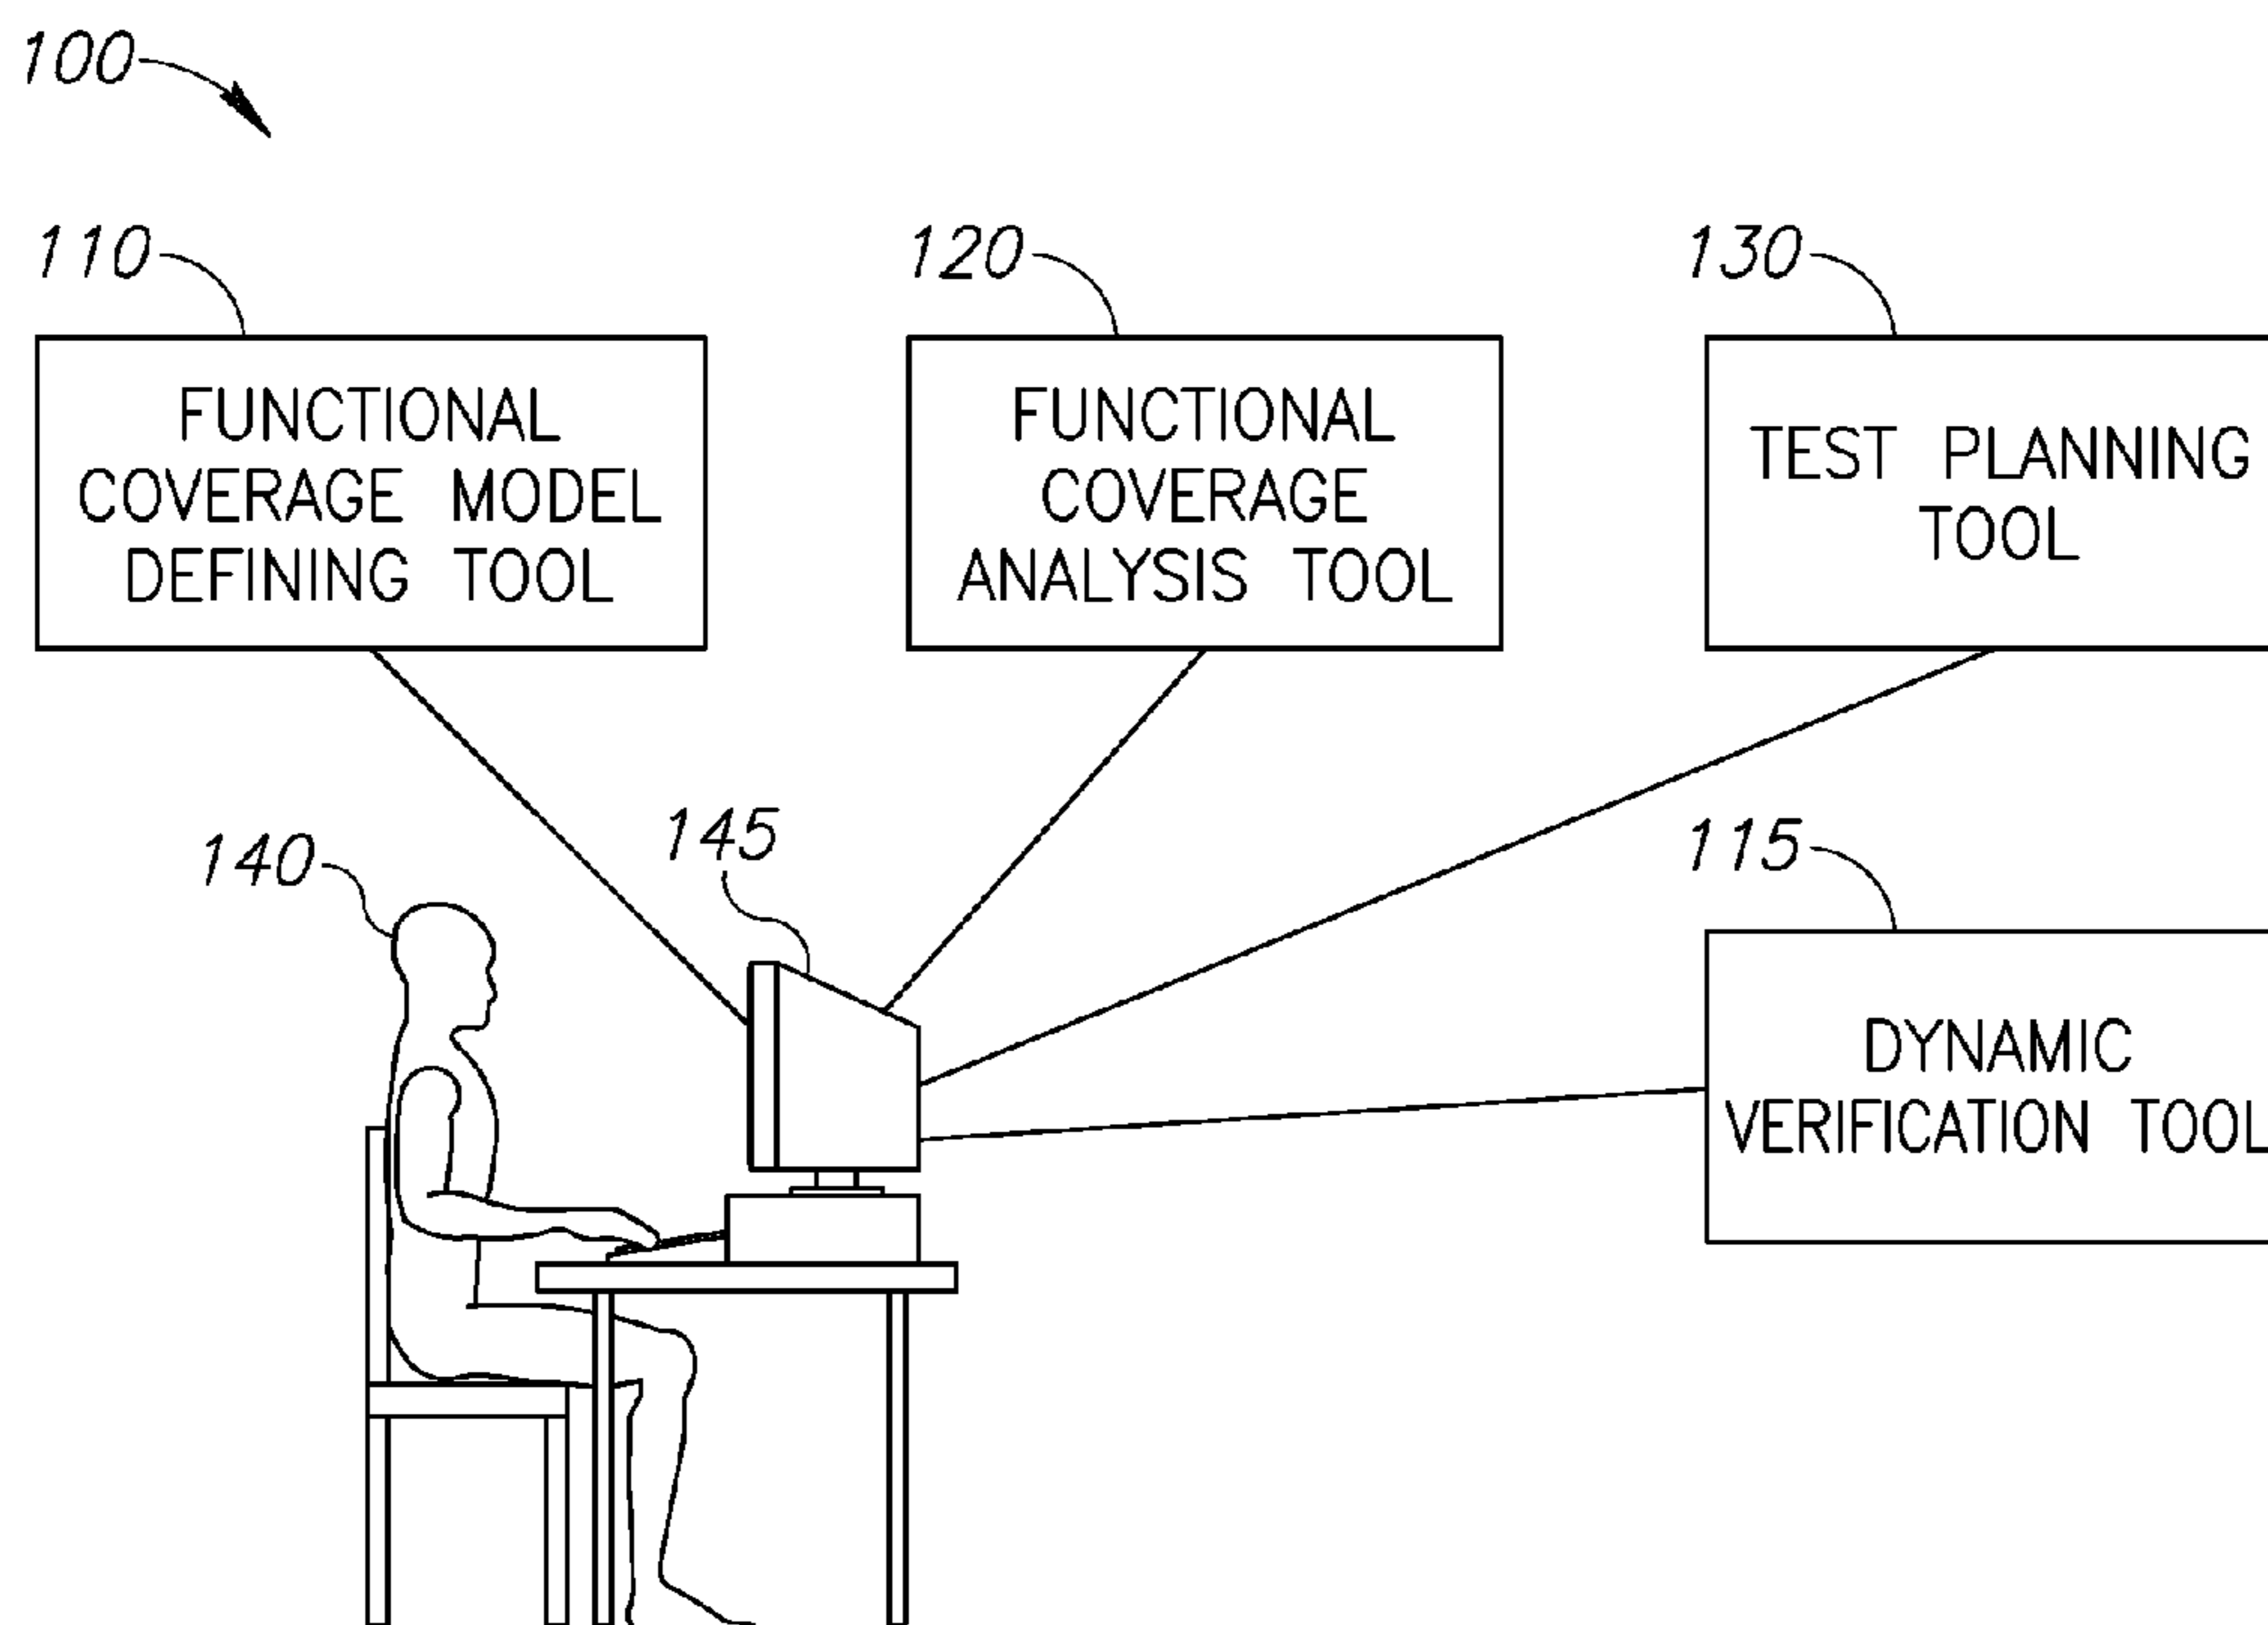 100
110
FUNCTIONAL
COVERAGE MODEL
DEFINING TOOL
120
FUNCTIONAL
COVERAGE
ANALYSIS TOOL
130
TEST PLANNING
TOOL
140
145
115
DYNAMIC
VERIFICATION TOOL